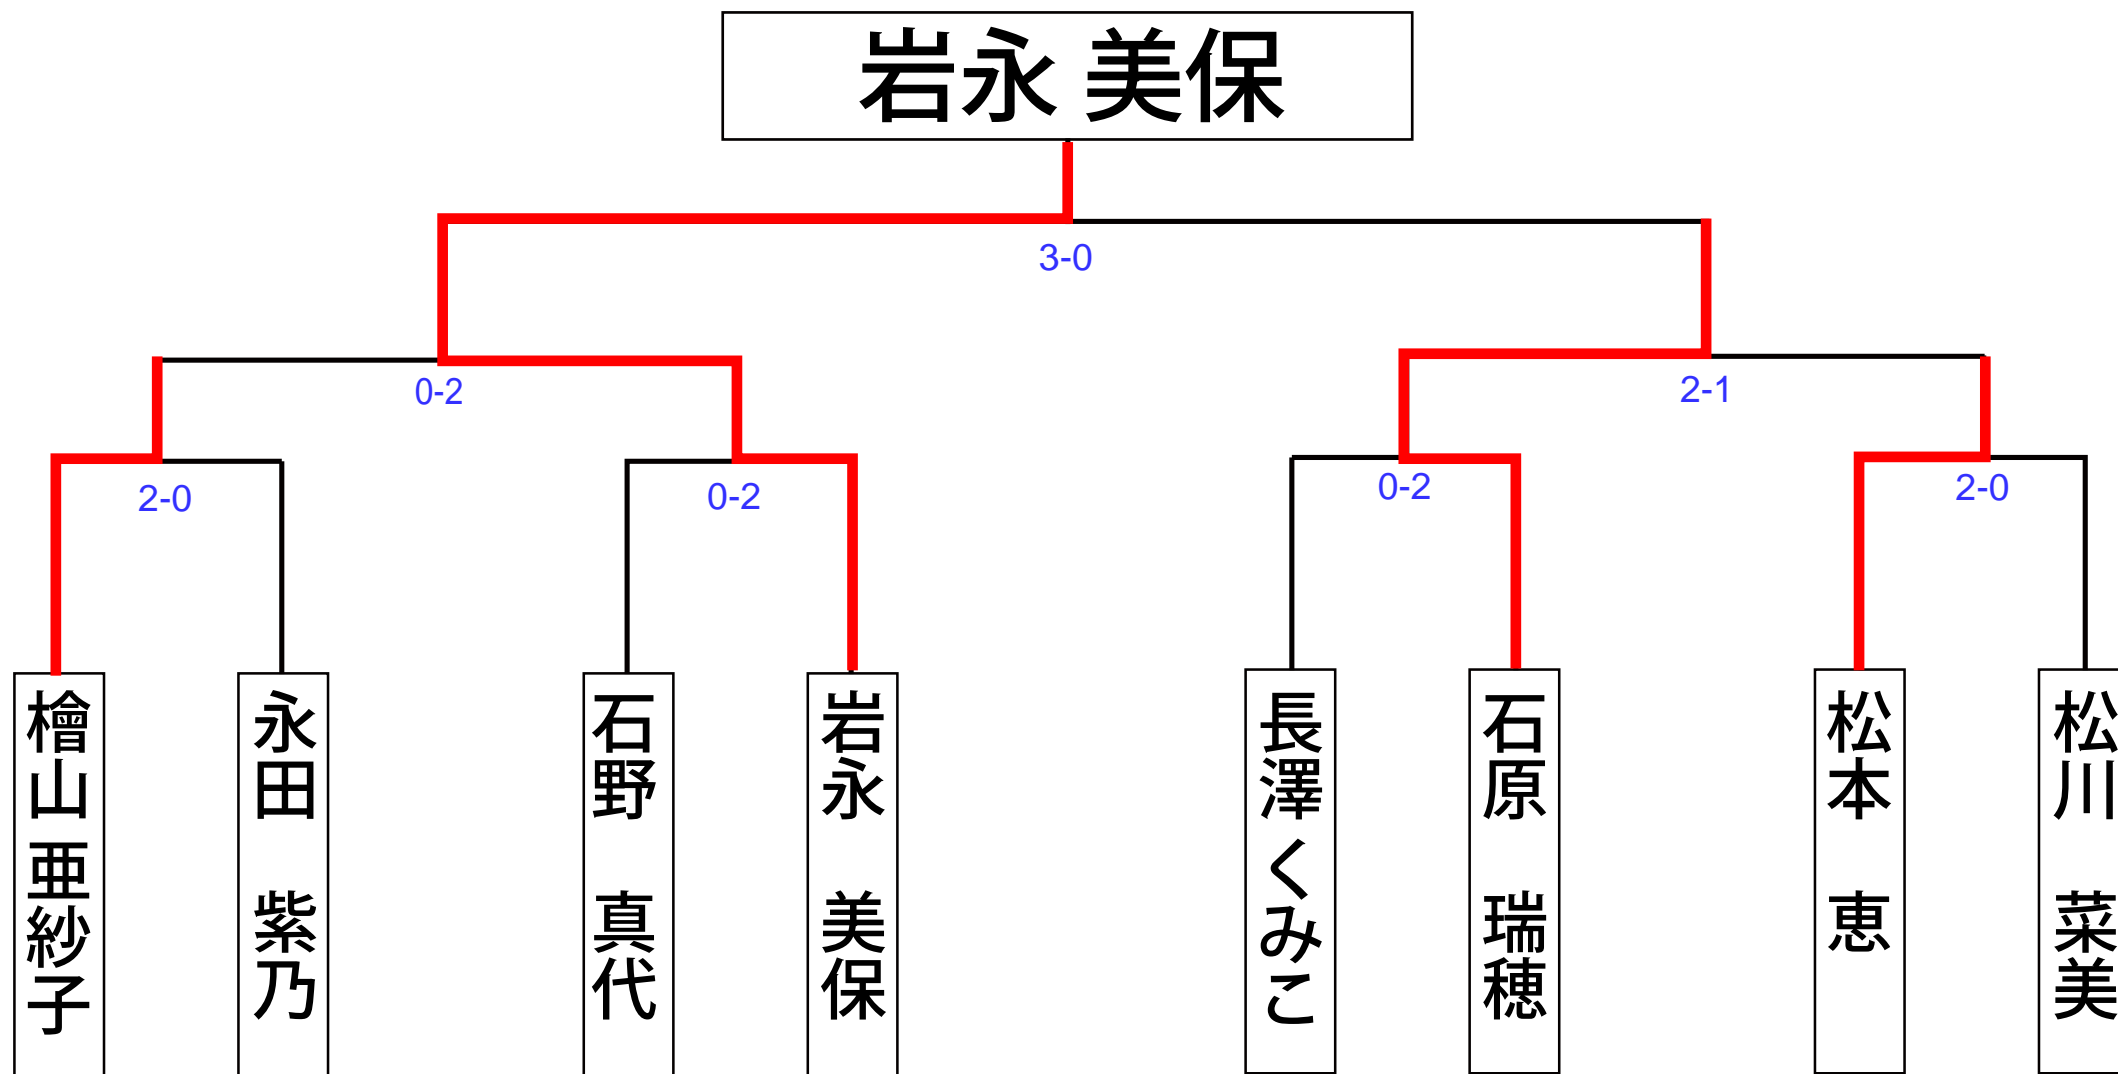 岩永 美保
3-0
0-2
2-1
2-0
0-2
0-2
2-0
檜山 亜紗子
永田 紫乃
石野 真代
岩永 美保
長澤 くみこ
石原 瑞穂
松本 恵
松川 菜美